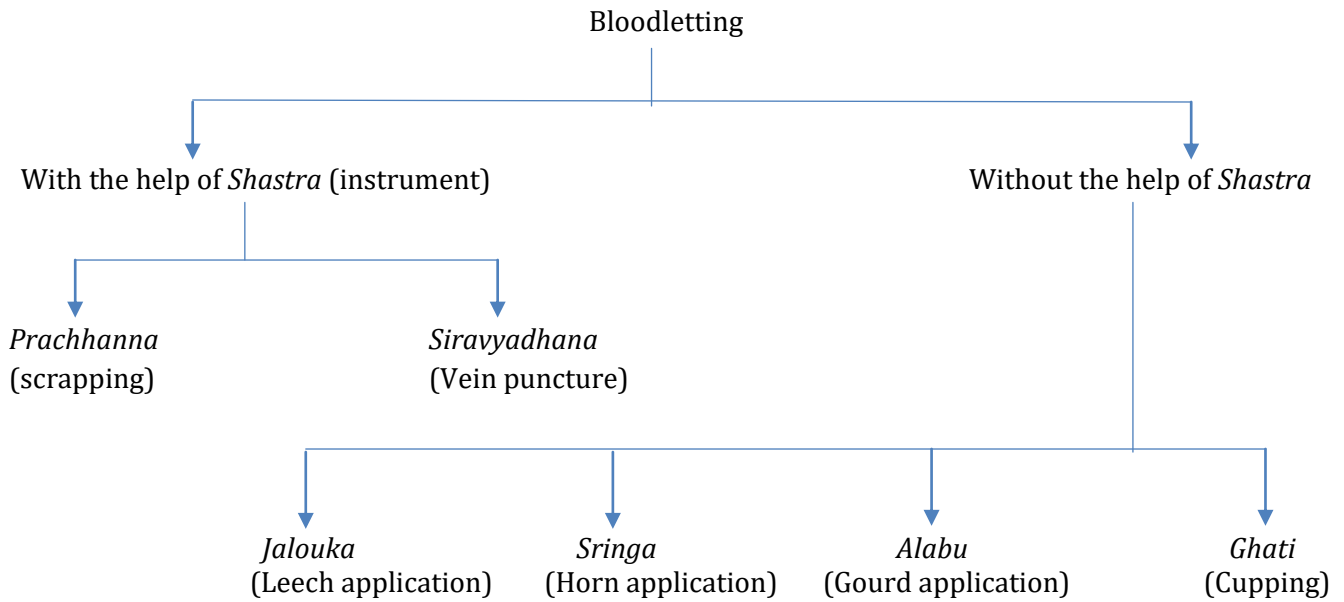 Bloodletting
With the help of Shastra (instrument)
Without the help of Shastra
Prachhanna
(scrapping)
Siravyadhana
(Vein puncture)
Jalouka
(Leech application)
Sringa
(Horn application)
Alabu
(Gourd application)
Ghati
(Cupping)